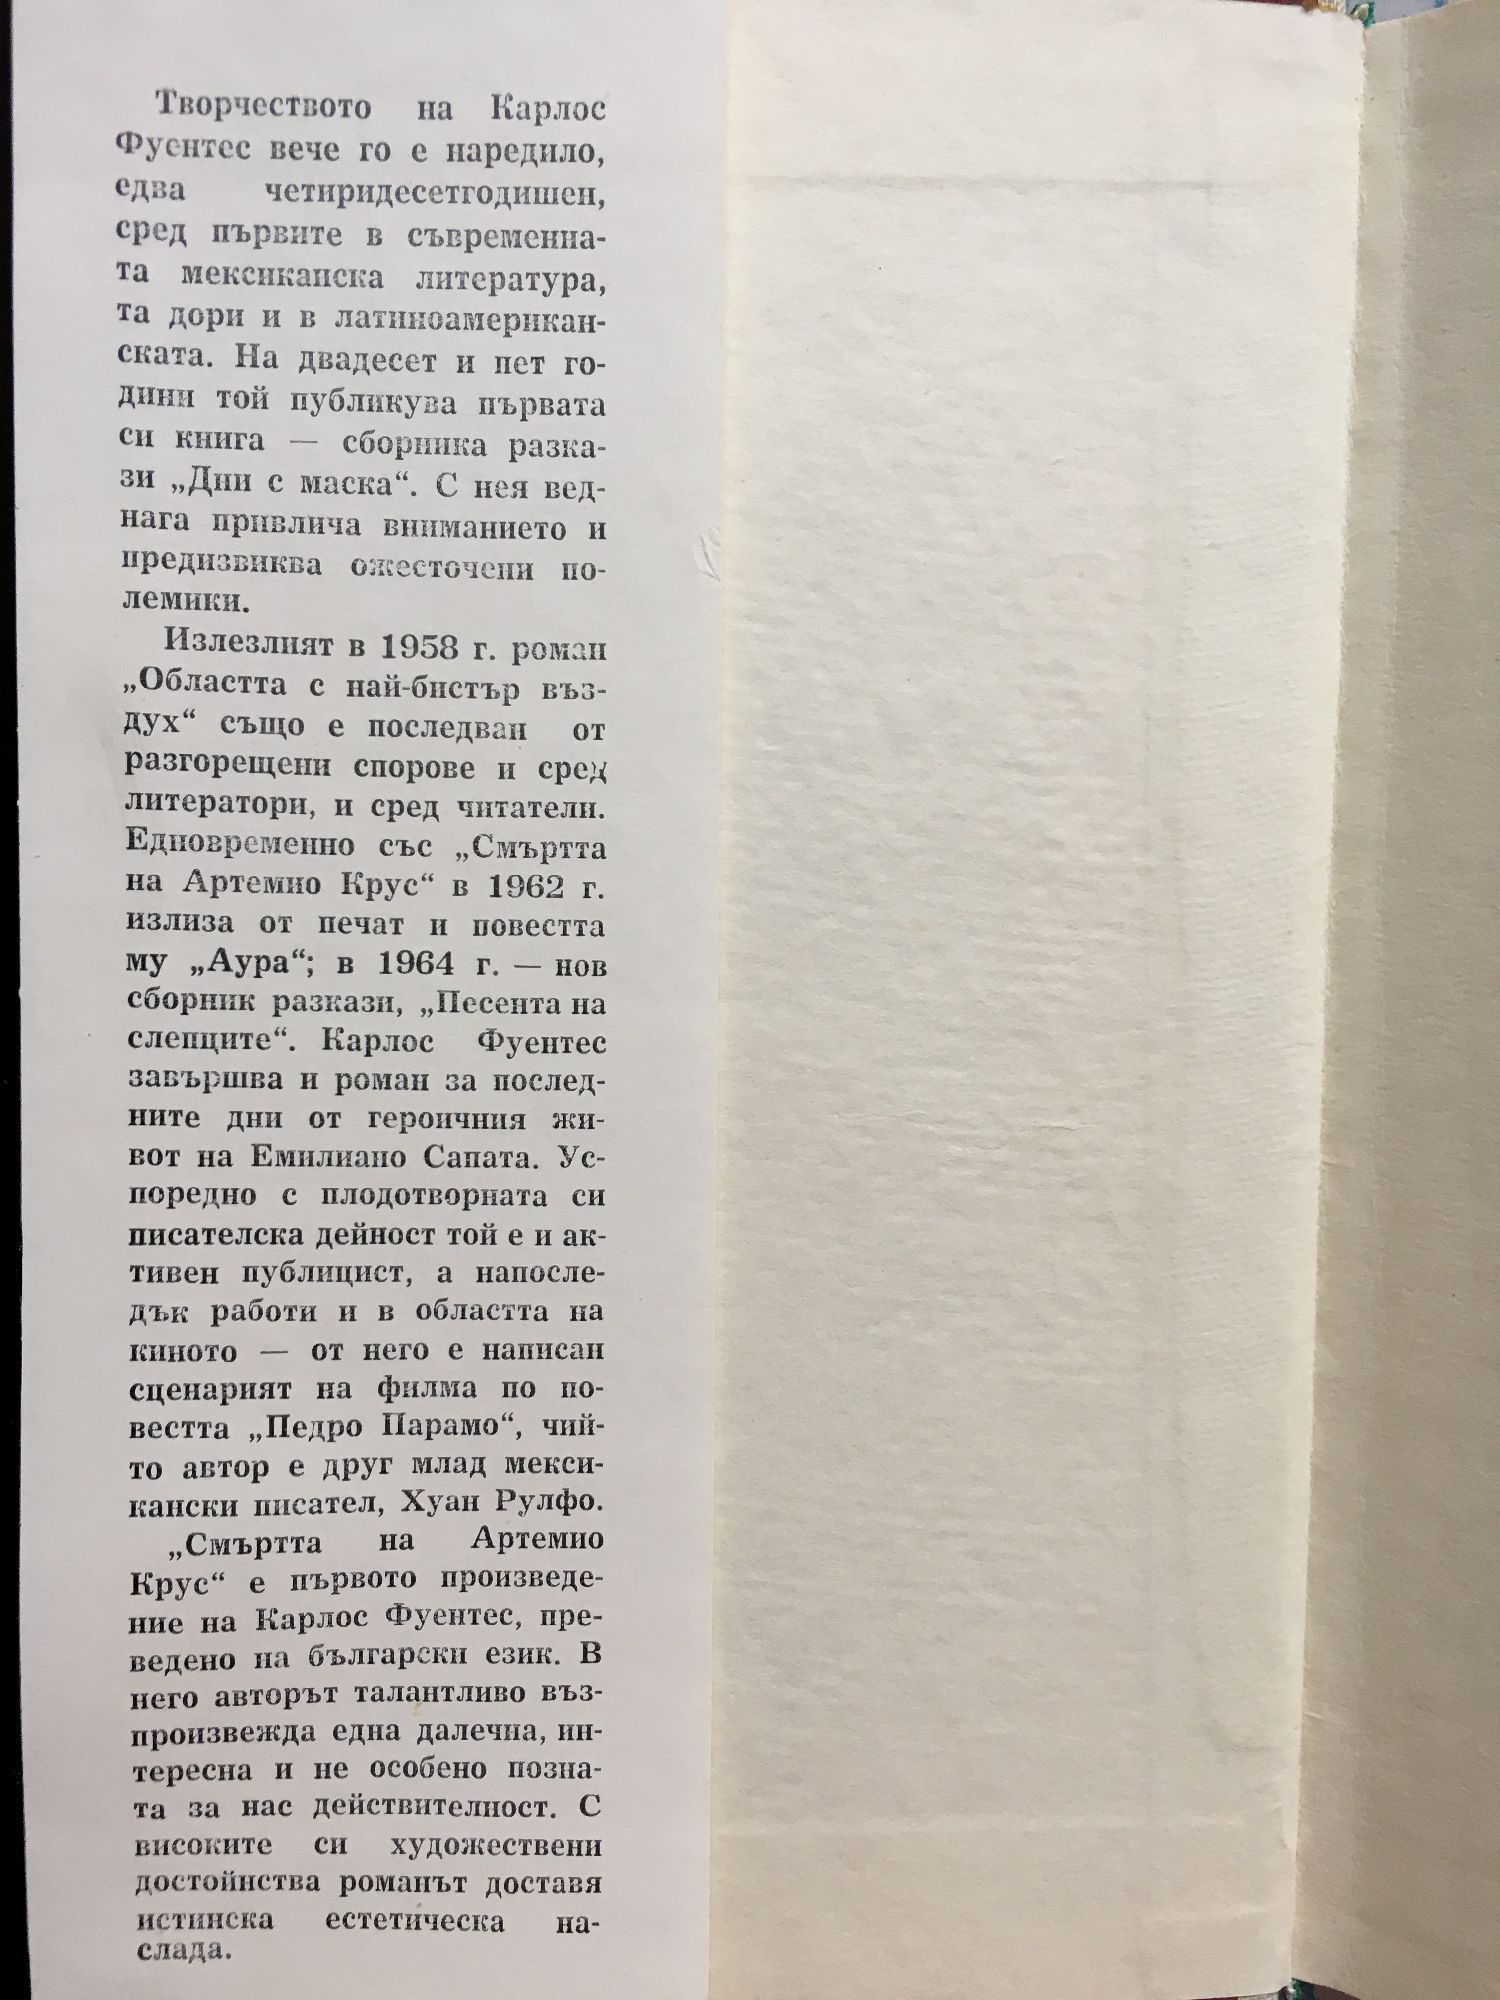 Творчеството на Карлос
Фуентес вече го е наредило,
едва четиридесетгодишен,
сред първите в съвременна-
та мексиканска литература,
та дори и в латиноамерикан-
ската. На двадесет и пет го-
дини той публикува първата
си книга — сборника разка-
зи „Дни с маска“. С нея вед-
нага привлича вниманието и
предизвиква ожесточени по-
лемики.
Излезлият в 1958 г. роман
„Областта с най-бистър въз-
дух“ също е последван от
разгорещени спорове и сред
литератори, и сред читатели.
Едновременно със „Смъртта
на Артемио Крус“ в 1962 г.
излиза от печат и повестта
му „Аура“; в 1964 г. — нов
сборник разкази, „Песента на
слепците“. Карлос Фуентес
завършва и роман за послед-
ните дни от героичния жи-
вот на Емилиано Сапата. Ус-
поредно с плодотворната си
писателска дейност той е и ак-
тивен публицист, а напосле-
дък работи и в областта на
киното — от него е написан
сценарият на филма по по-
вестта „Педро Парамо“, чий-
то автор е друг млад мекси-
кански писател, Хуан Рулфо.
„Смъртта на Артемио
Крус“ е първото произведе-
ние на Карлос Фуентес, пре-
ведено на български език. В
него авторът талантливо въз-
произвежда една далечна, ин-
тересна и не особено позна-
та за нас действителност. С
високите си художествени
достойнства романът доставя
истинска естетическа на-
слада.